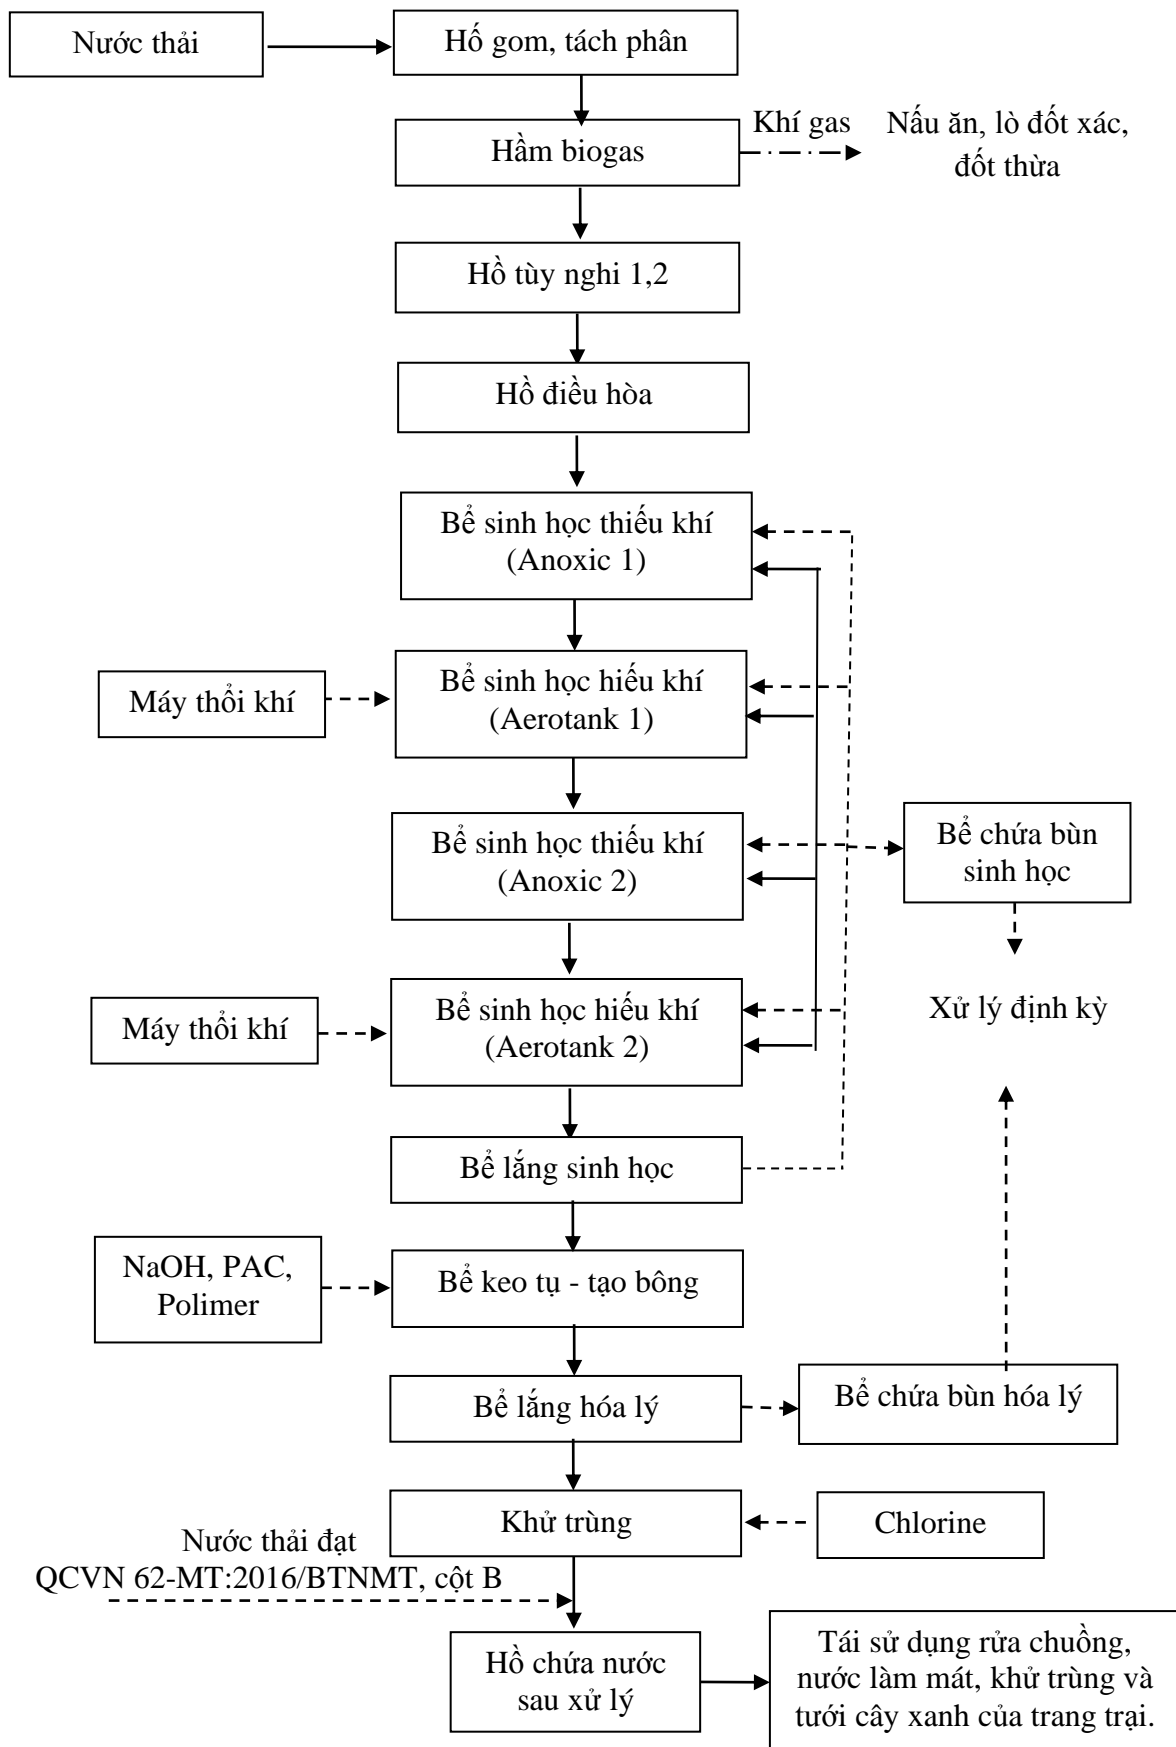 Nước thải
Hố gom, tách phân
Hầm biogas
Khí gas
Nấu ăn, lò đốt xác,
đốt thừa
Hồ tùy nghi 1,2
Hồ điều hòa
Bể sinh học thiếu khí
(Anoxic 1)
Máy thổi khí
Bể sinh học hiếu khí
(Aerotank 1)
Bể sinh học thiếu khí
(Anoxic 2)
Bể chứa bùn
sinh học
Máy thổi khí
Bể sinh học hiếu khí
(Aerotank 2)
Xử lý định kỳ
Bể lắng sinh học
NaOH, PAC,
Polimer
Bể keo tụ - tạo bông
Bể lắng hóa lý
Bể chứa bùn hóa lý
Khử trùng
Chlorine
Nước thải đạt
QCVN 62-MT:2016/BTNMT, cột B
Hồ chứa nước
sau xử lý
Tái sử dụng rửa chuồng,
nước làm mát, khử trùng và
tưới cây xanh của trang trại.